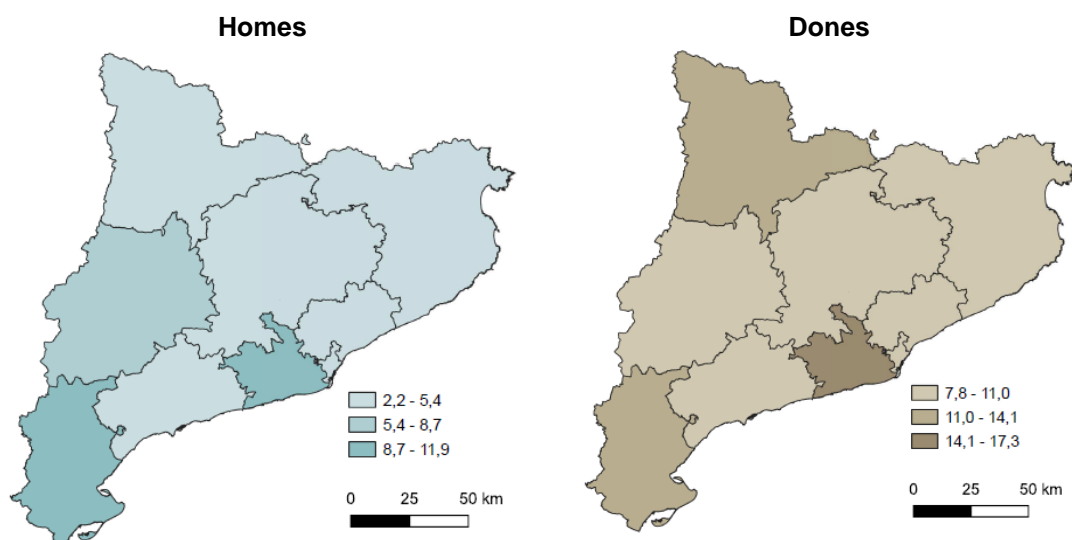 Homes
2,2 - 5,4
5,4 - 8,7
8,7 - 11,9
0 25 50 km
Dones
7,8 - 11,0
11,0 - 14,1
14,1 - 17,3
0 25 50 km